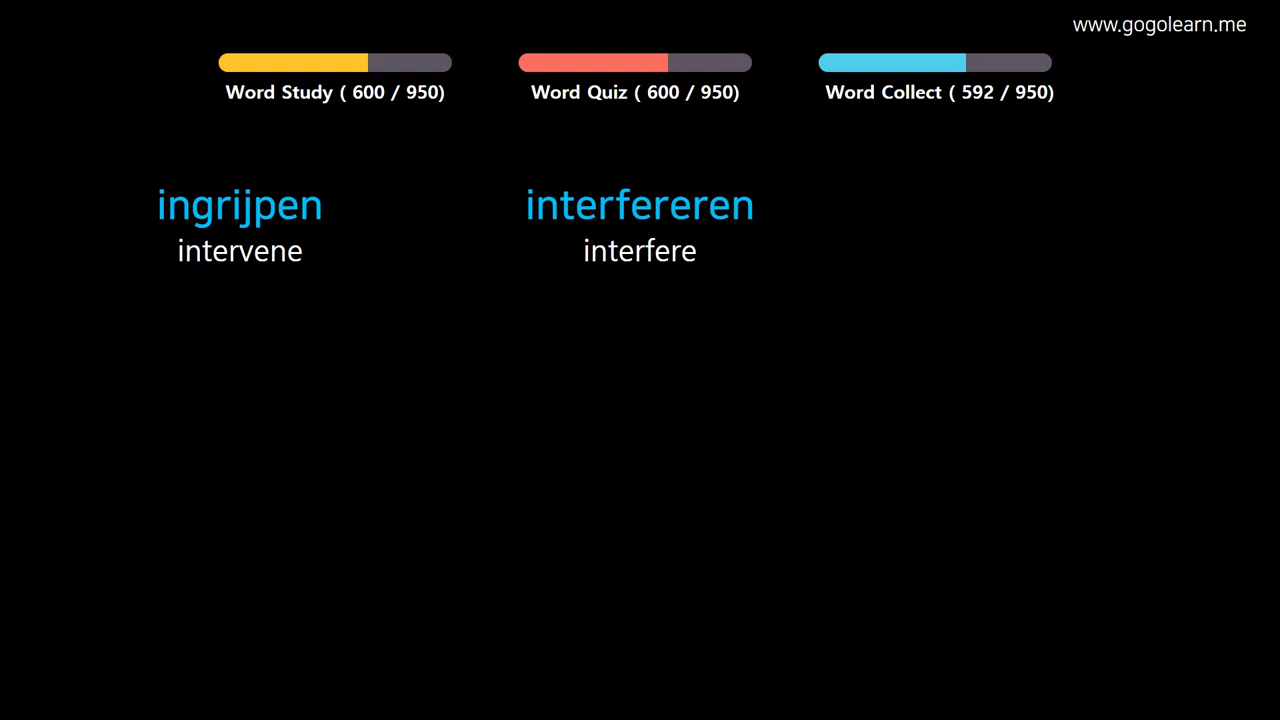 www.gogolearn.me
Word Study ( 600 / 950)
Word Quiz ( 600 / 950)
Word Collect ( 592 / 950)
ingrijpen
intervene
interfereren
interfere